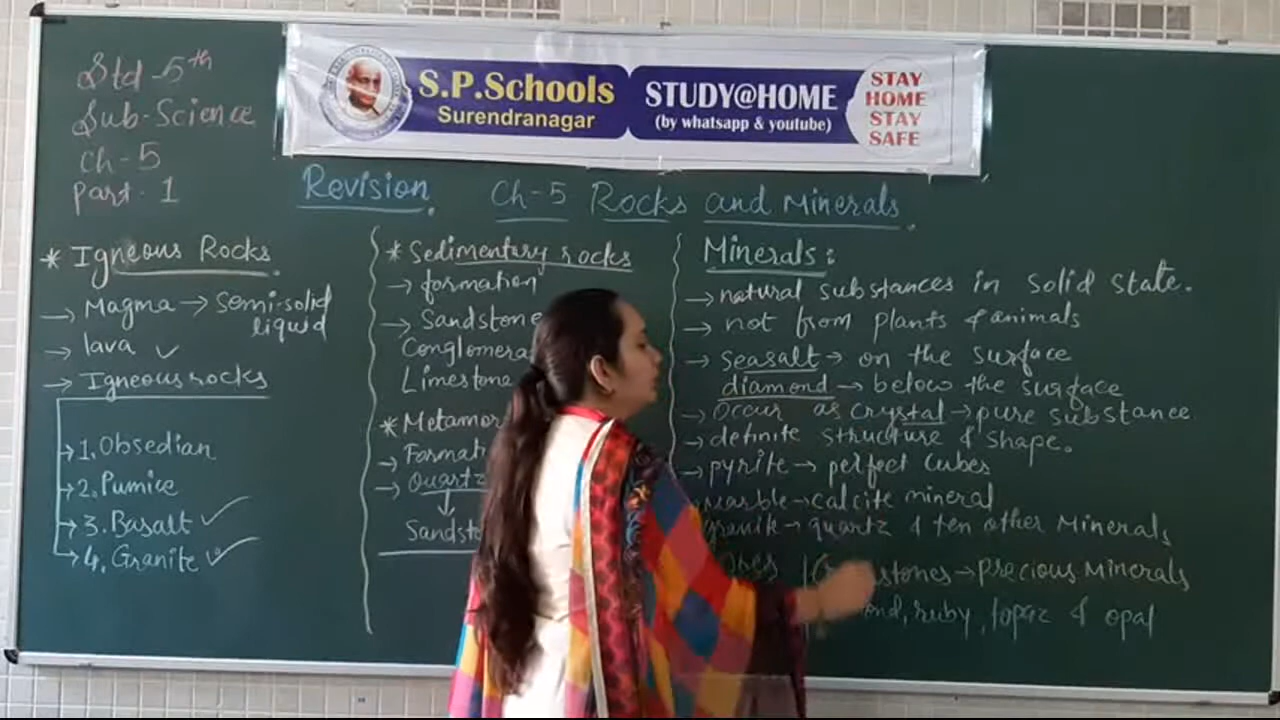 Std-5th
Sub-Science
Ch-5
Part-1
S.P.Schools
Surendranagar
STUDY@HOME
(by whatsapp & youtube)
STAY
HOME
STAY
SAFE
Revision. Ch-5 Rocks and Minerals.
* Igneous Rocks.
→ Magma → semi-solid
liquid
→ lava ✓
→ Igneous rocks
→ 1. Obsedian
→ 2. Pumice
→ 3. Basalt ✓
→ 4. Granite ✓
* Sedimentary rocks
→ formation
→ Sandstone
Conglomera
Limestone
* Metamor
→ Formati
→ Quartz
↓
Sandsto
Minerals:
→ natural substances in solid state.
→ not from plants & animals
→ seasalt → on the surface
diamond → below the surface
→ Occur as crystal → pure substance
→ definite structure & shape.
→ pyrite → perfect cubes
marble → calcite mineral
→ quartz & ten other Minerals
Ores
stones → precious Minerals
ond, ruby, topaz & opal